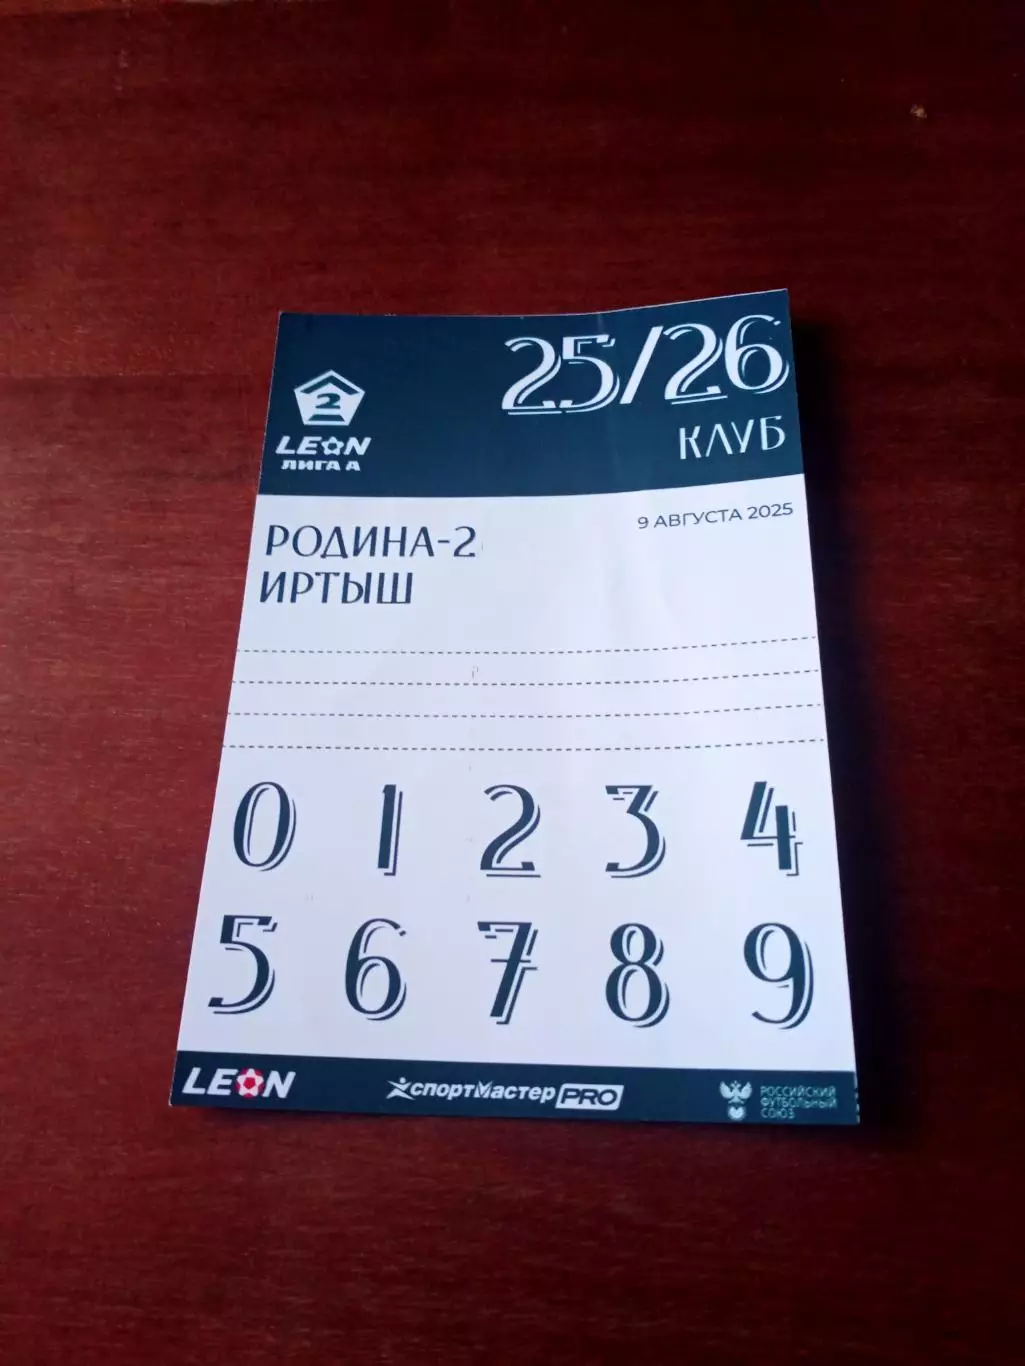 25/26
КЛУБ
2
LEON
ЛИГА А
9 АВГУСТА 2025
РОДИНА-2
ИРТЫШ
0 1 2 3 4
5 6 7 8 9
LEON
СПОРТМАСТЕР PRO
РОССИЙСКИЙ
ФУТБОЛЬНЫЙ
СОЮЗ